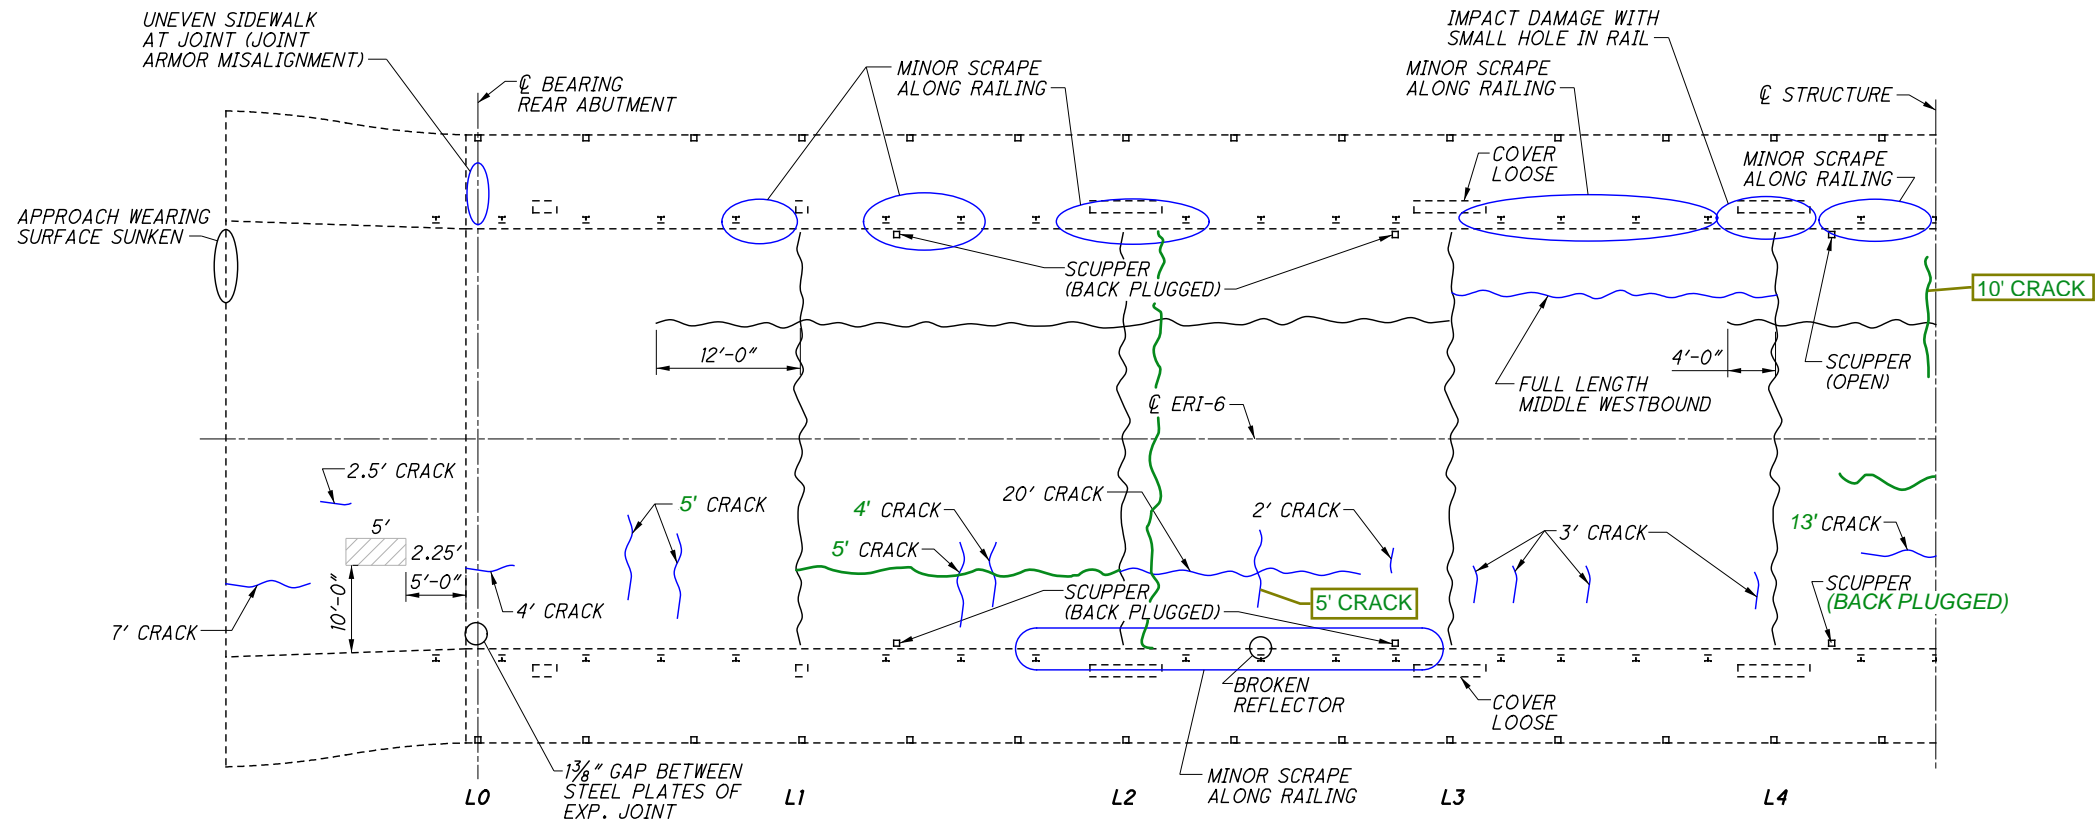 UNEVEN SIDEWALK
AT JOINT (JOINT
ARMOR MISALIGNMENT)
℄ BEARING
REAR ABUTMENT
MINOR SCRAPE
ALONG RAILING
IMPACT DAMAGE WITH
SMALL HOLE IN RAIL
MINOR SCRAPE
ALONG RAILING
℄ STRUCTURE
COVER
LOOSE
MINOR SCRAPE
ALONG RAILING
APPROACH WEARING
SURFACE SUNKEN
SCUPPER
(BACK PLUGGED)
10' CRACK
12'-0"
4'-0"
SCUPPER
(OPEN)
FULL LENGTH
MIDDLE WESTBOUND
℄ ERI-6
2.5' CRACK
5' CRACK
4' CRACK
20' CRACK
2' CRACK
3' CRACK
13' CRACK
5'
2.25'
5'-0"
10'-0"
5' CRACK
4' CRACK
7' CRACK
SCUPPER
(BACK PLUGGED)
5' CRACK
SCUPPER
(BACK PLUGGED)
BROKEN
REFLECTOR
COVER
LOOSE
1⅜" GAP BETWEEN
STEEL PLATES OF
EXP. JOINT
MINOR SCRAPE
ALONG RAILING
L0
L1
L2
L3
L4